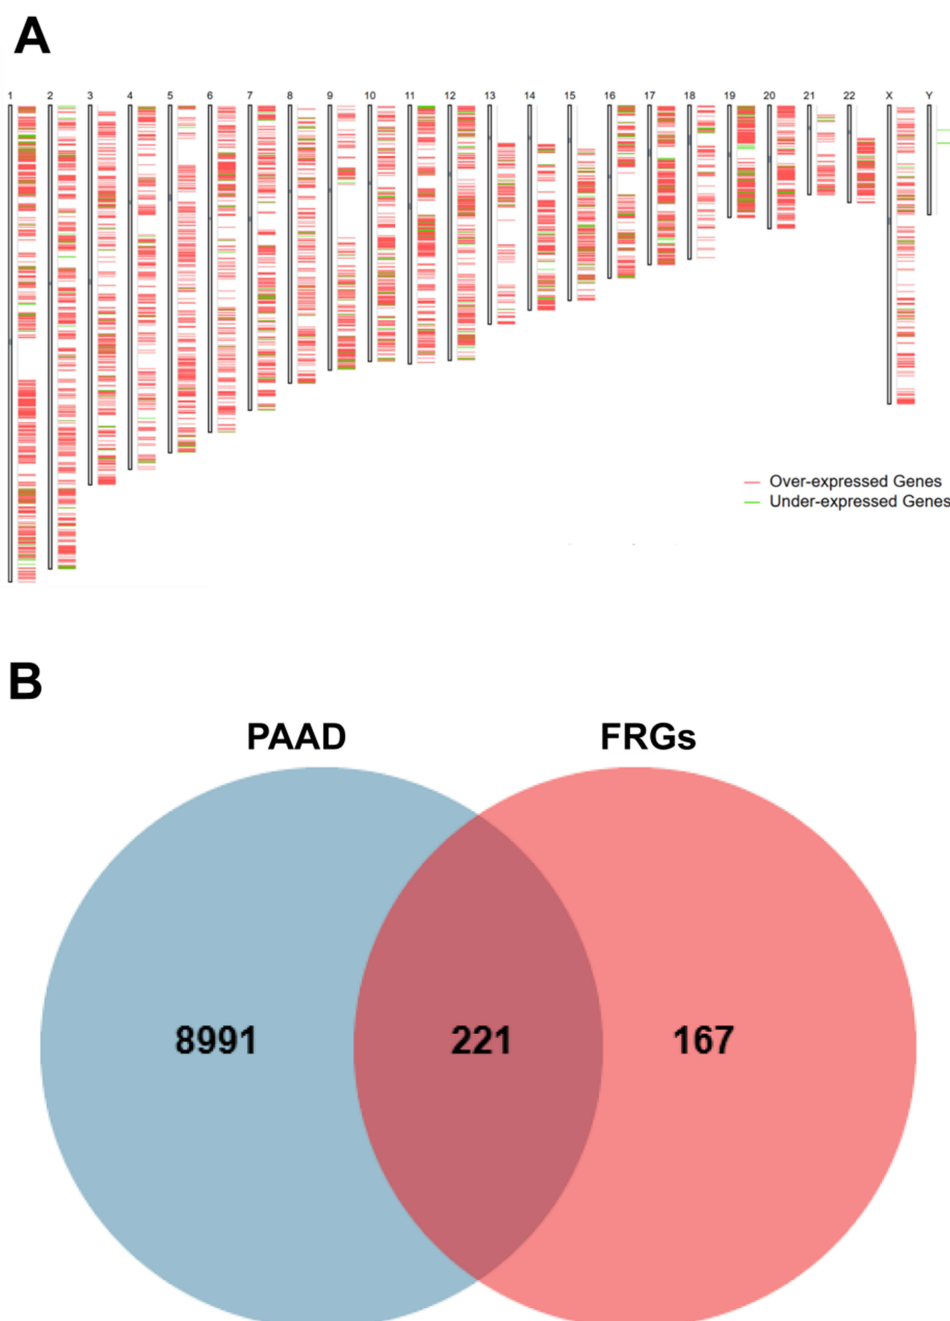 A
1 2 3 4 5 6 7 8 9 10 11 12 13 14 15 16 17 18 19 20 21 22 X Y
Over-expressed Genes
Under-expressed Genes
B
PAAD FRGs
8991 221 167